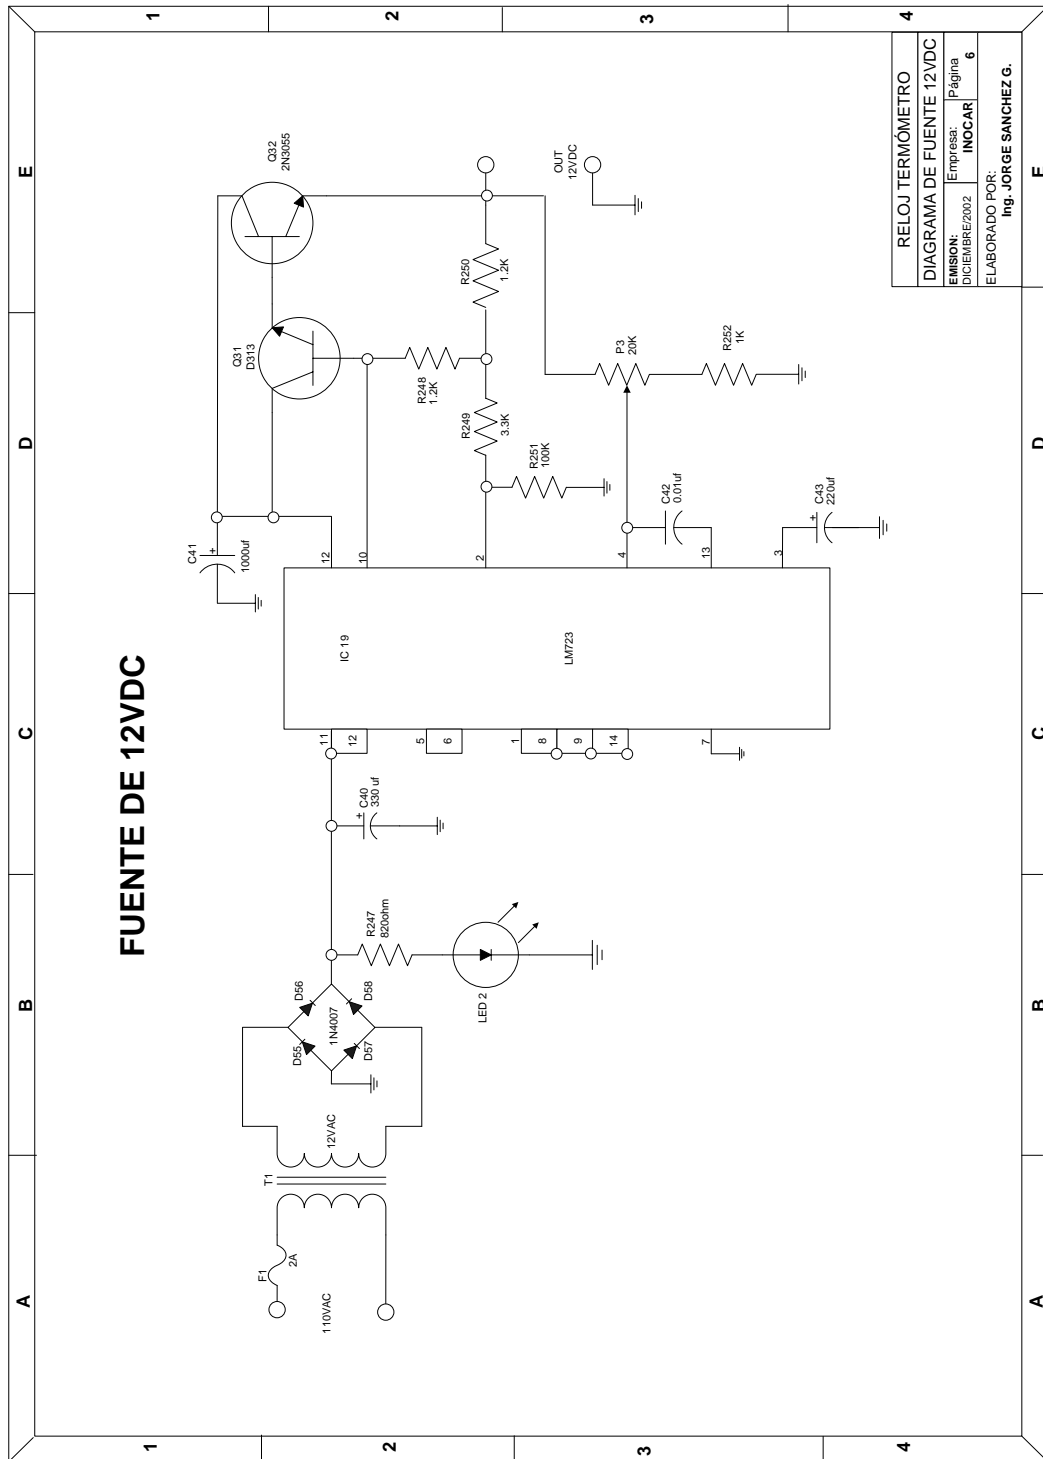 A
B
C
D
E
1
2
3
4
FUENTE DE 12VDC
110VAC
F1
2A
T1
12VAC
D55
D56
1N4007
D57
D58
R247
820ohm
LED 2
+
C40
330 uf
11
12
5
6
1
8
9
14
7
IC 19
LM723
12
10
2
4
13
3
C41
+
1000uf
Q31
D313
Q32
2N3055
R248
1.2K
R249
3.3K
R250
1.2K
R251
100K
C42
0.01uf
+
C43
220uf
P3
20K
R252
1K
OUT
12VDC
RELOJ TERMÓMETRO
DIAGRAMA DE FUENTE 12VDC
EMISION:
DICIEMBRE/2002
Empresa:
INOCAR
Página
6
ELABORADO POR:
Ing. JORGE SANCHEZ G.
1
2
3
4
A
B
C
D
E